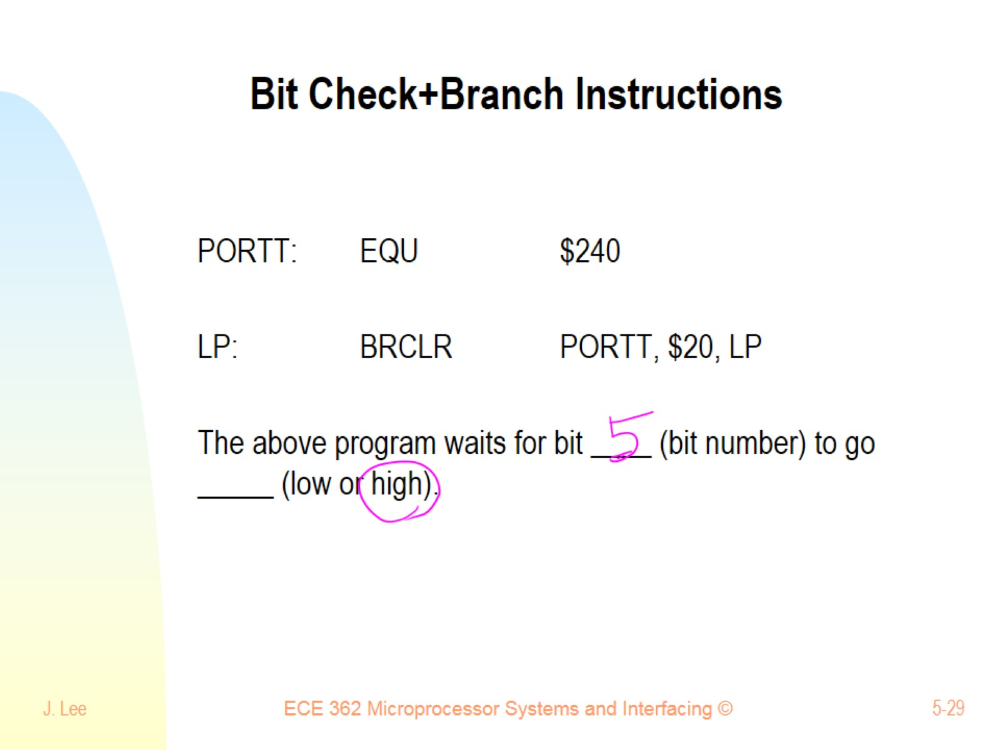 Bit Check+Branch Instructions
PORTT: EQU $240
LP: BRCLR PORTT, $20, LP
The above program waits for bit __5__ (bit number) to go
_____ (low or high).
J. Lee ECE 362 Microprocessor Systems and Interfacing © 5-29